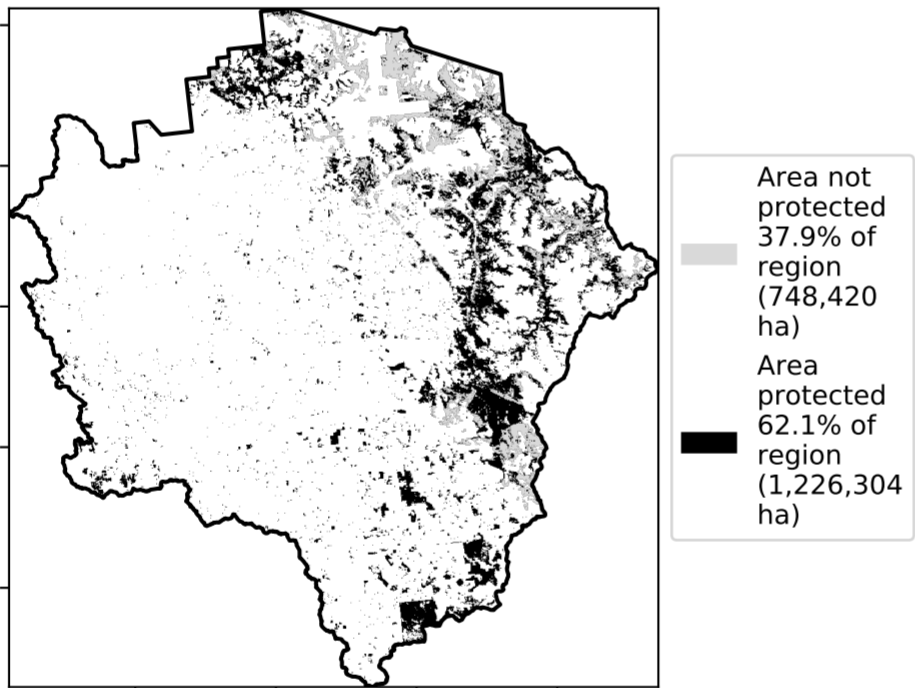 Area not
protected
37.9% of
region
(748,420
ha)
Area
protected
62.1% of
region
(1,226,304
ha)